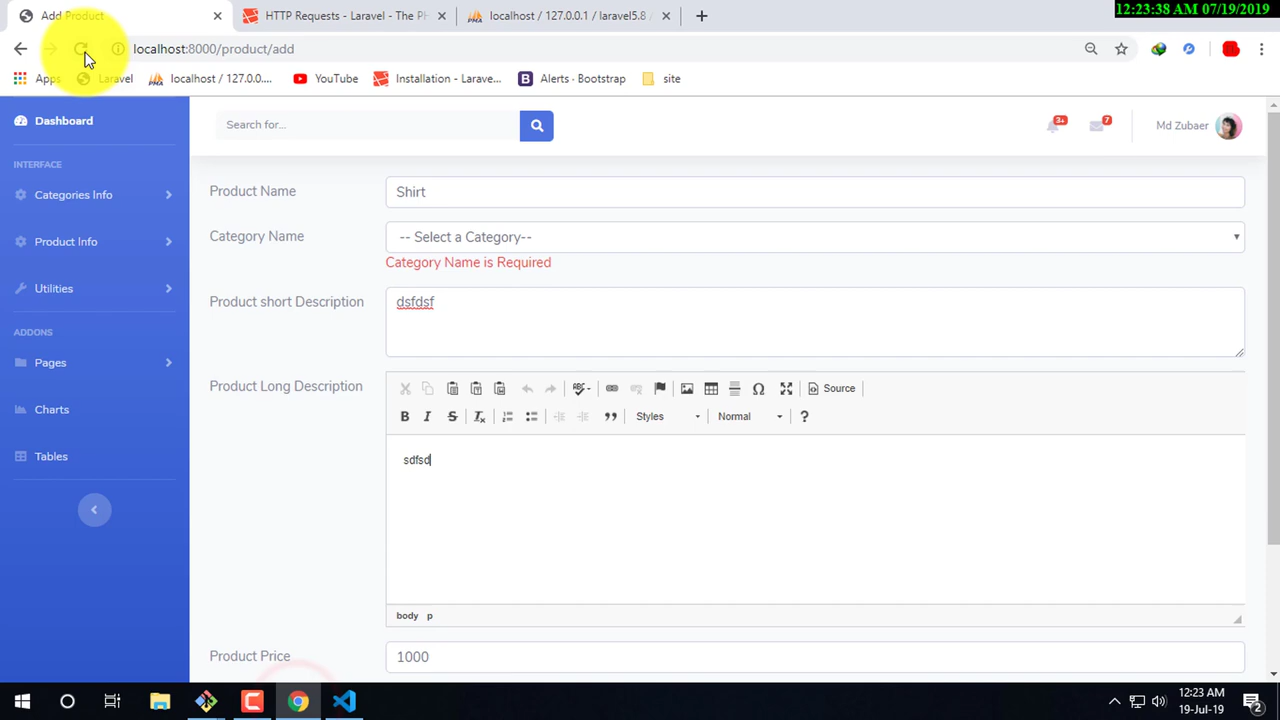 12:23:38 AM 07/19/2019
Add Product
HTTP Requests - Laravel - The PH
localhost / 127.0.0.1 / laravel5.8
localhost:8000/product/add
Apps
Laravel
localhost / 127.0.0....
YouTube
Installation - Larave...
Alerts · Bootstrap
site
Dashboard
Search for...
3+
7
Md Zubaer
INTERFACE
Categories Info
Product Info
Utilities
ADDONS
Pages
Charts
Tables
Product Name
Shirt
Category Name
-- Select a Category--
Category Name is Required
Product short Description
dsfdsf
Product Long Description
ABC
Source
B I S
Styles
Normal
?
sdfsd
body p
Product Price
1000
12:23 AM
19-Jul-19
2